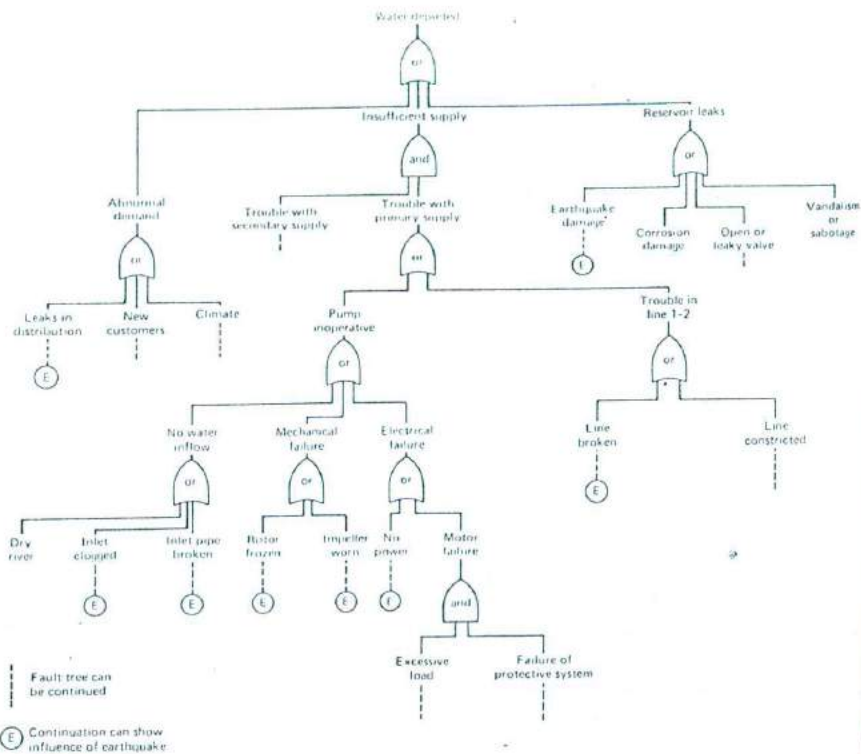 Water depleted
or
Insufficient supply
Reservoir leaks
and
or
Abnormal
demand
Trouble with
secondary supply
Trouble with
primary supply
Earthquake
damage
Corrosion
damage
Open or
leaky valve
Vandalism
or
sabotage
E
or
or
Leaks in
distribution
New
customers
Climate
E
Pump
inoperative
Trouble in
line 1-2
or
or
No water
inflow
Mechanical
failure
Electrical
failure
Line
broken
Line
constricted
E
or
or
or
Dry
river
Inlet
clogged
Inlet pipe
broken
Rotor
frozen
Impeller
worn
No
power
Motor
failure
E
E
E
E
E
and
Excessive
load
Failure of
protective system
Fault tree can
be continued
E
Continuation can show
influence of earthquake